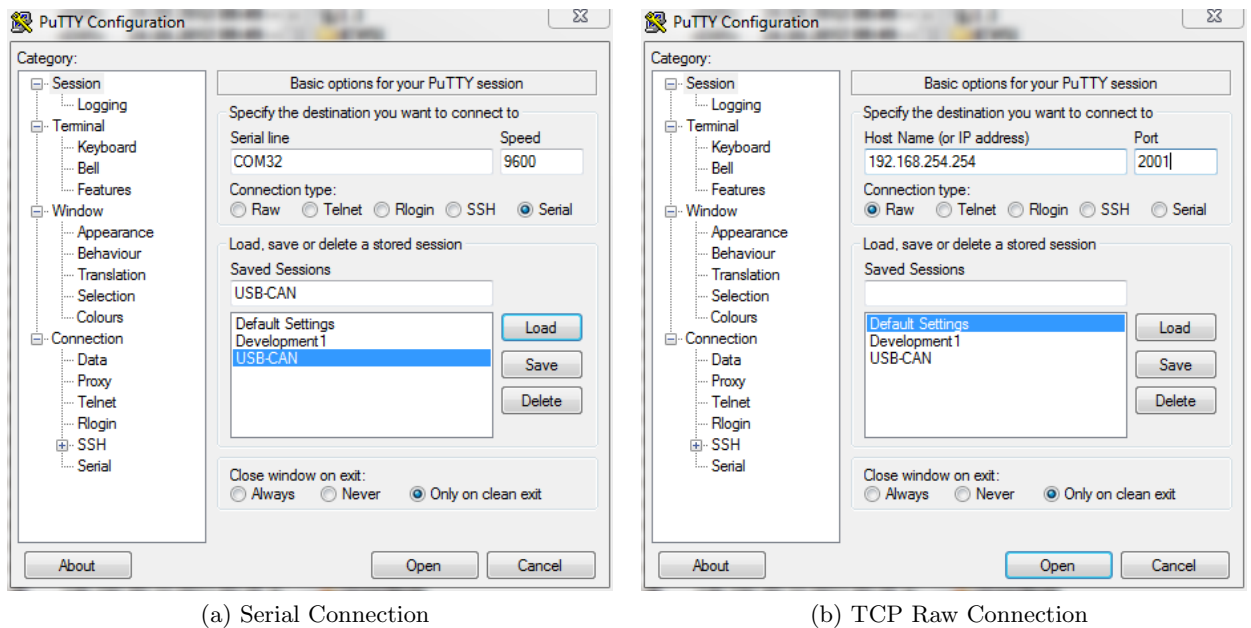 PuTTY Configuration
Category:
Session
Logging
Terminal
Keyboard
Bell
Features
Window
Appearance
Behaviour
Translation
Selection
Colours
Connection
Data
Proxy
Telnet
Rlogin
SSH
Serial
Basic options for your PuTTY session
Specify the destination you want to connect to
Serial line Speed
COM32 9600
Connection type:
Raw Telnet Rlogin SSH Serial
Load, save or delete a stored session
Saved Sessions
USB-CAN
Default Settings
Development1
USB-CAN
Load
Save
Delete
Close window on exit:
Always Never Only on clean exit
About Open Cancel
(a) Serial Connection
PuTTY Configuration
Category:
Session
Logging
Terminal
Keyboard
Bell
Features
Window
Appearance
Behaviour
Translation
Selection
Colours
Connection
Data
Proxy
Telnet
Rlogin
SSH
Serial
Basic options for your PuTTY session
Specify the destination you want to connect to
Host Name (or IP address) Port
192.168.254.254 2001
Connection type:
Raw Telnet Rlogin SSH Serial
Load, save or delete a stored session
Saved Sessions
Default Settings
Development1
USB-CAN
Load
Save
Delete
Close window on exit:
Always Never Only on clean exit
About Open Cancel
(b) TCP Raw Connection